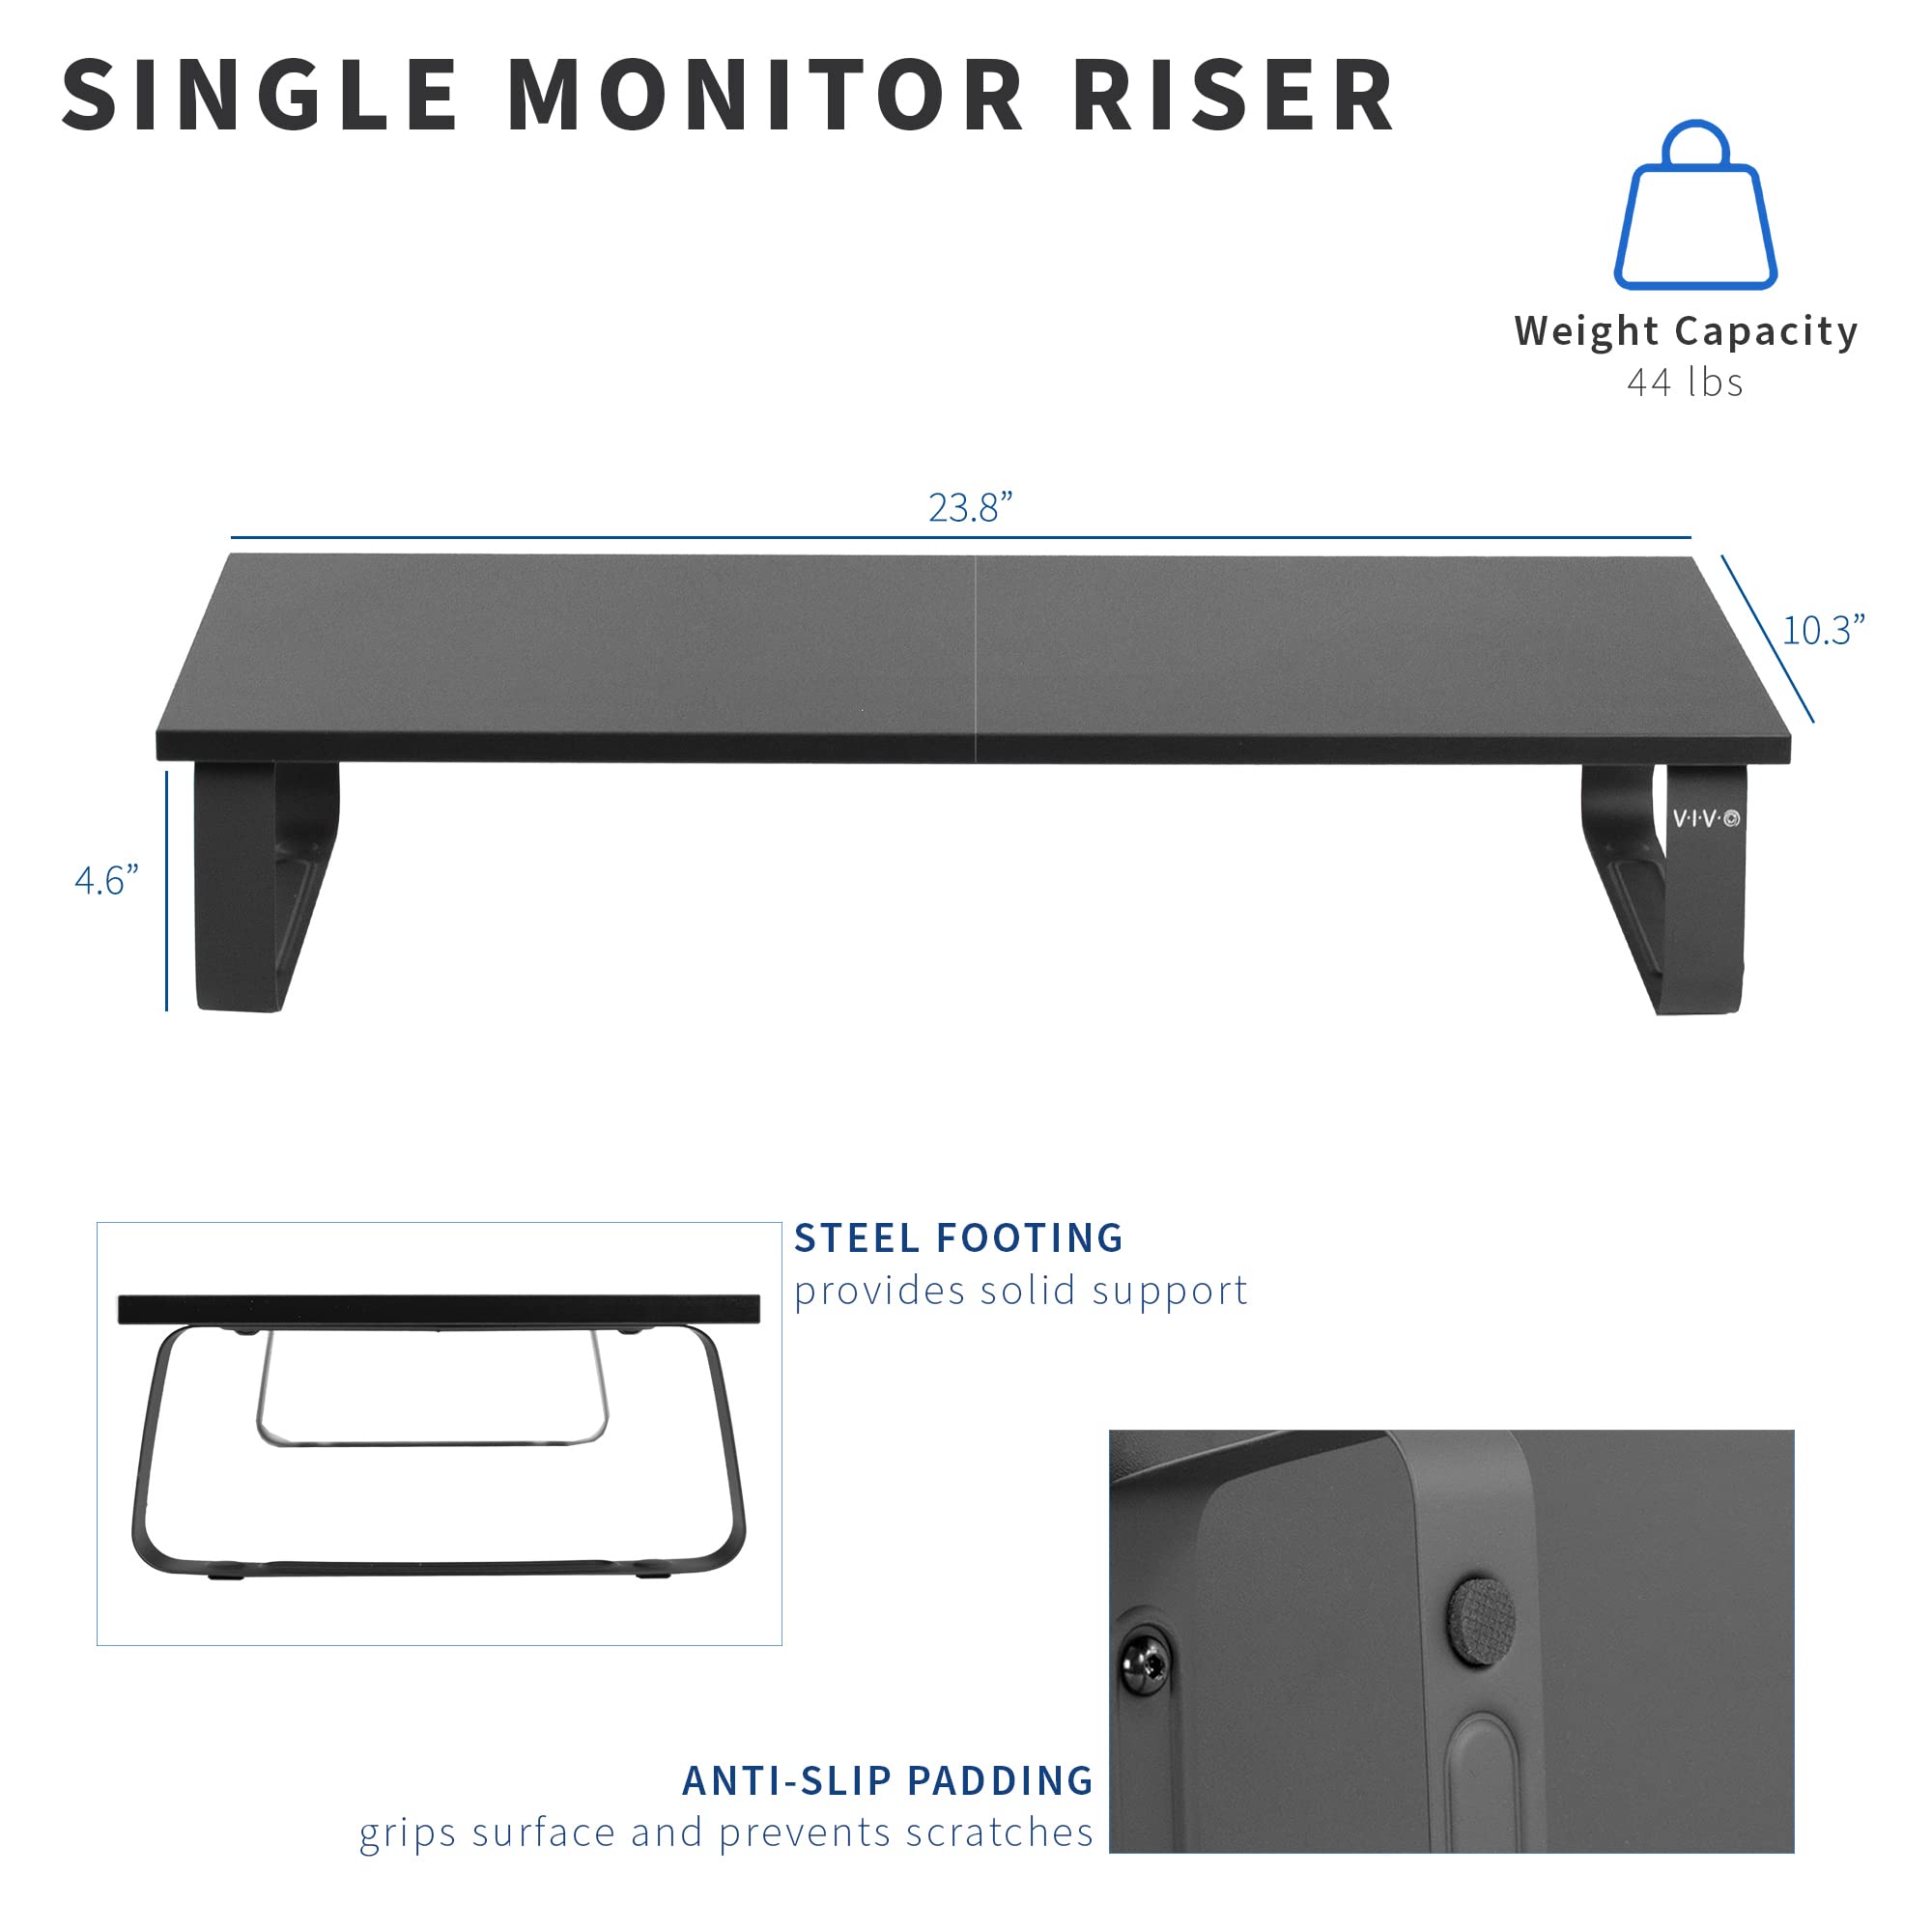 SINGLE MONITOR RISER
Weight Capacity
44 lbs
23.8”
10.3”
V·I·V·O
4.6”
STEEL FOOTING
provides solid support
ANTI-SLIP PADDING
grips surface and prevents scratches